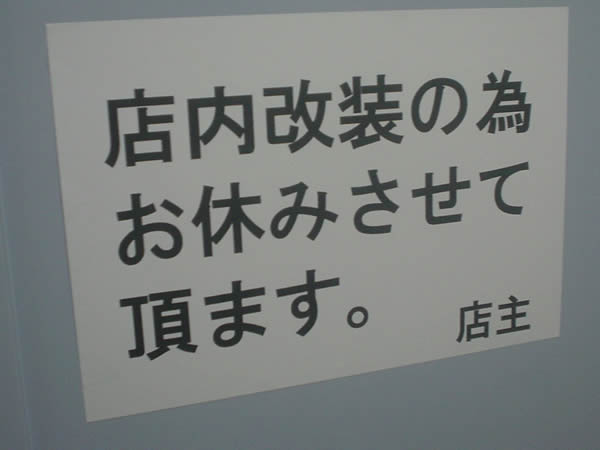 店内改装の為
お休みさせて
頂ます。
店主